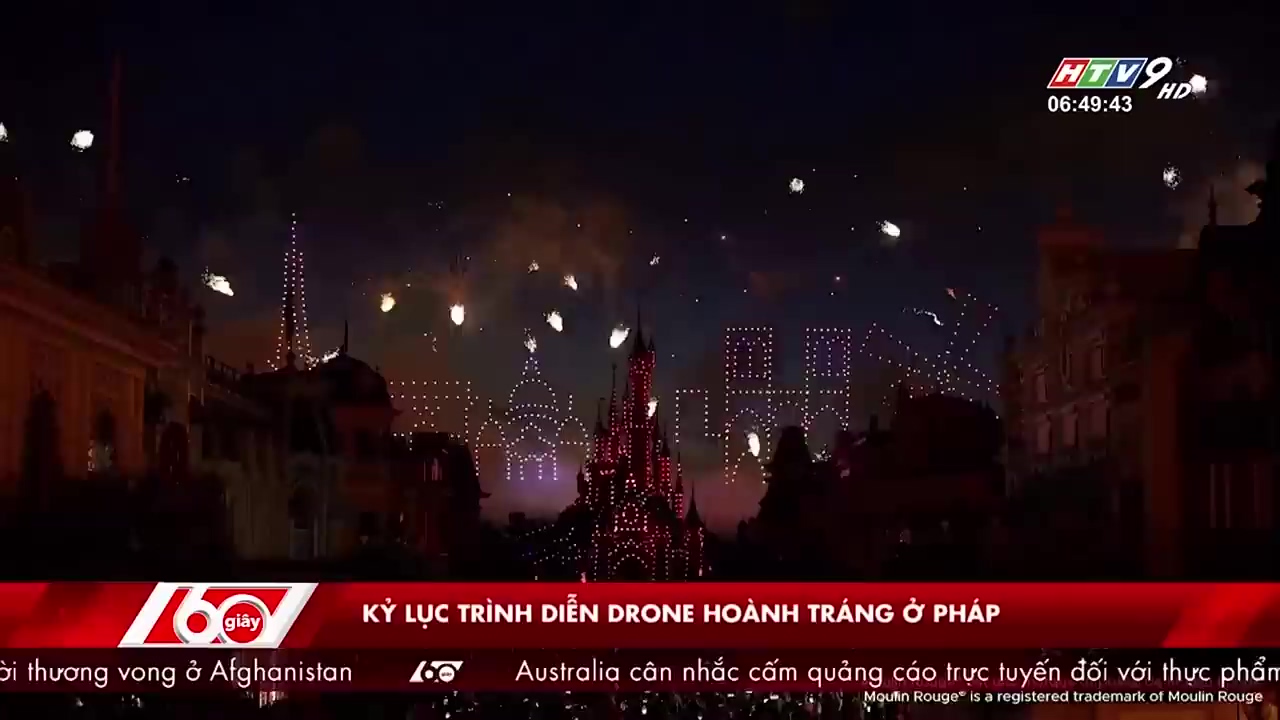 HTV9 HD
06:49:43
60 giây
KỶ LỤC TRÌNH DIỄN DRONE HOÀNH TRÁNG Ở PHÁP
ời thương vong ở Afghanistan 60 giây Australia cân nhắc cấm quảng cáo trực tuyến đối với thực phẩm
Moulin Rouge® is a registered trademark of Moulin Rouge